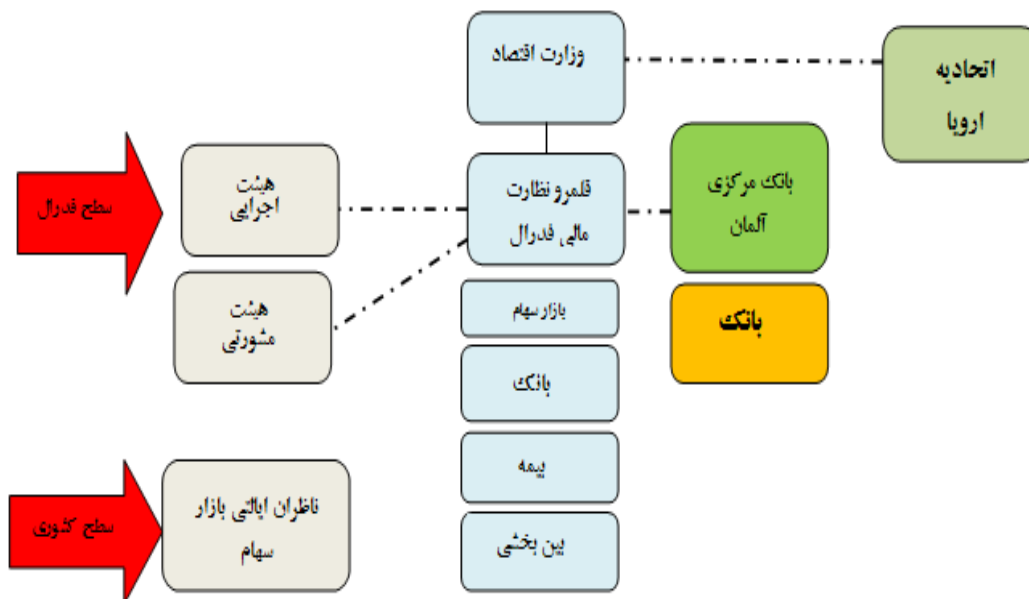 وزارت اقتصاد
اتحادیه
اروپا
سطح فدرال
هیئت
اجرایی
قلمرو نظارت
مالی فدرال
بانک مرکزی
آلمان
هیئت
مشورتی
بازار سهام
بانک
بانک
بیمه
سطح کشوری
ناظران ایالتی بازار
سهام
بین بخشی